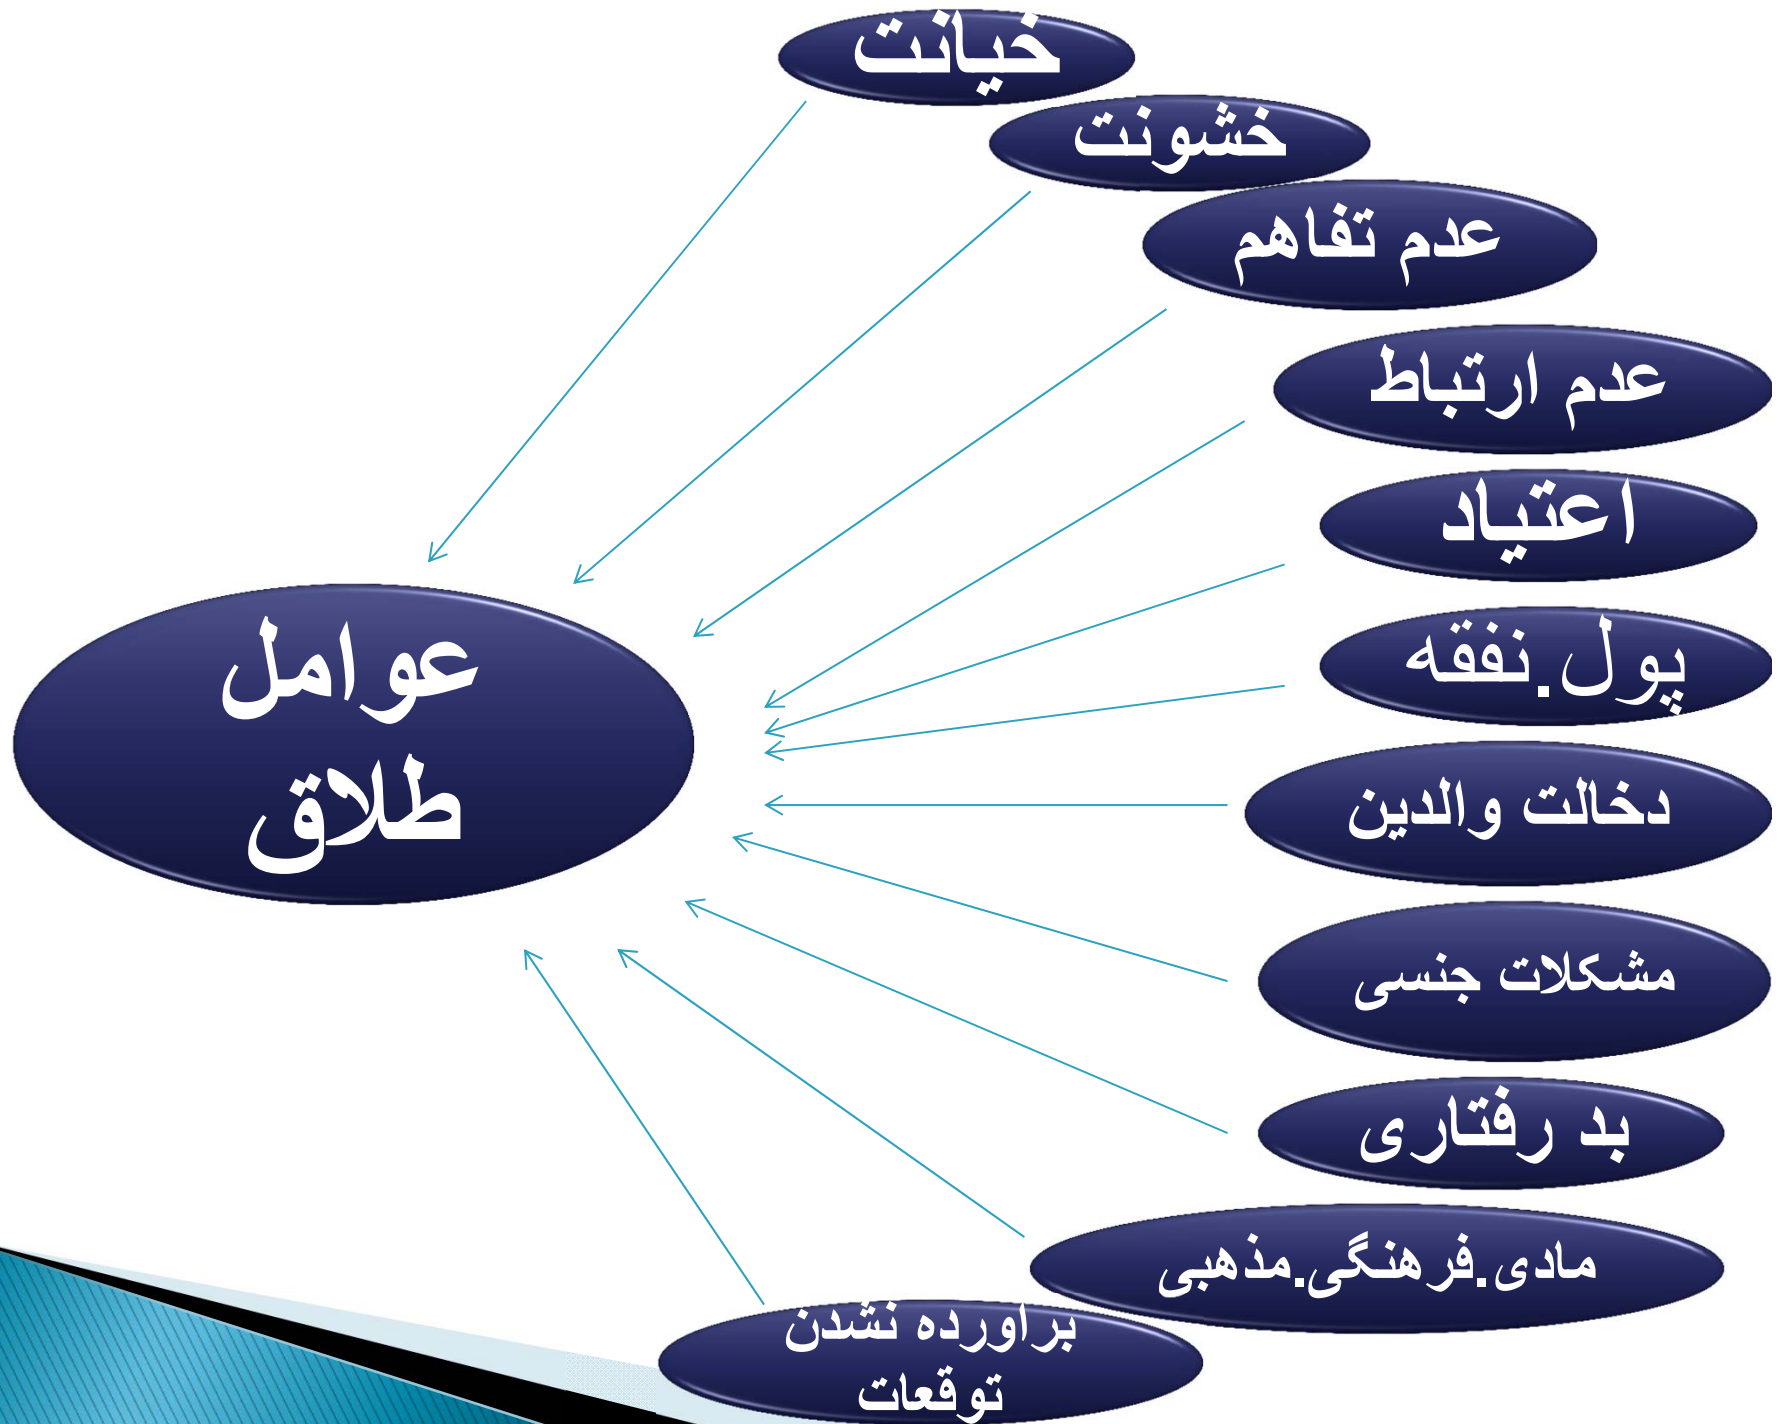 خیانت
خشونت
عدم تفاهم
عدم ارتباط
اعتیاد
پول.نفقه
دخالت والدین
مشکلات جنسی
بد رفتاری
مادی.فرهنگی.مذهبی
براورده نشدن
توقعات
عوامل
طلاق